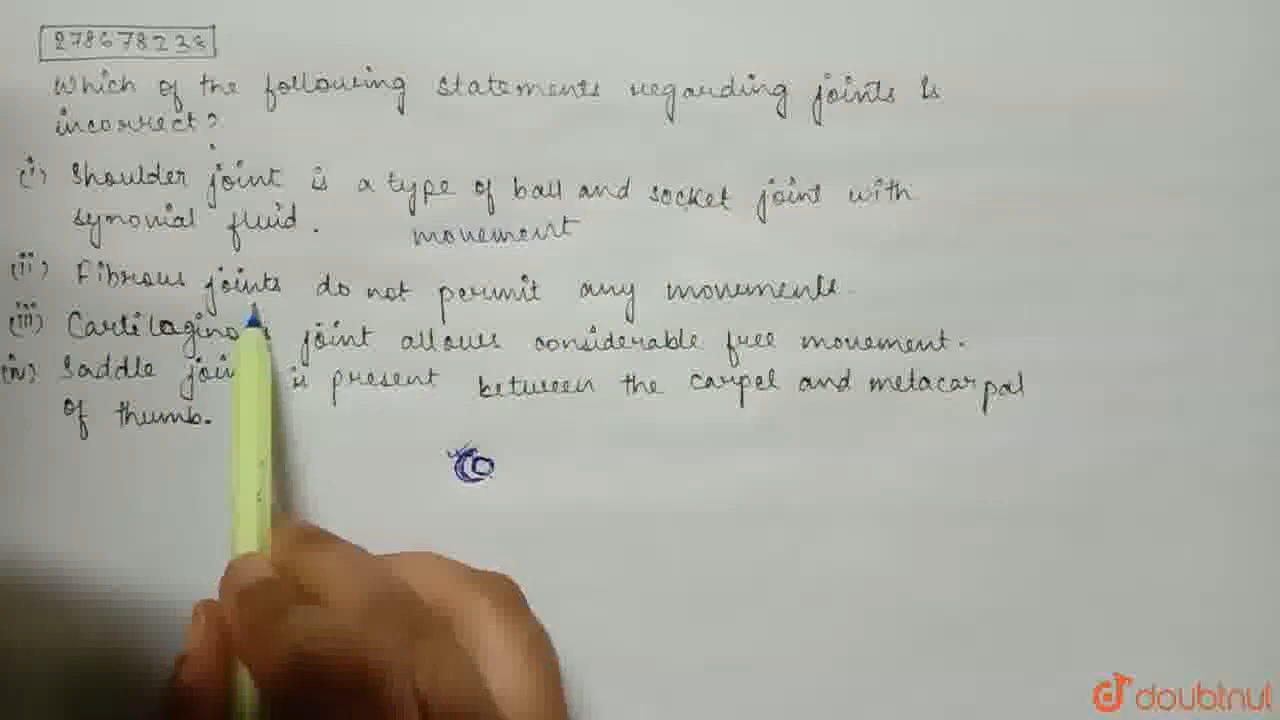 278678238
Which of the following statements regarding joints is
incorrect?
(i) Shoulder joint is a type of ball and socket joint with
synovial fluid. movement
(ii) Fibrous joints do not permit any movements.
(iii) Cartilagino joint allows considerable free movement.
(iv) Saddle joint is present between the carpel and metacarpal
of thumb.
doubtnut